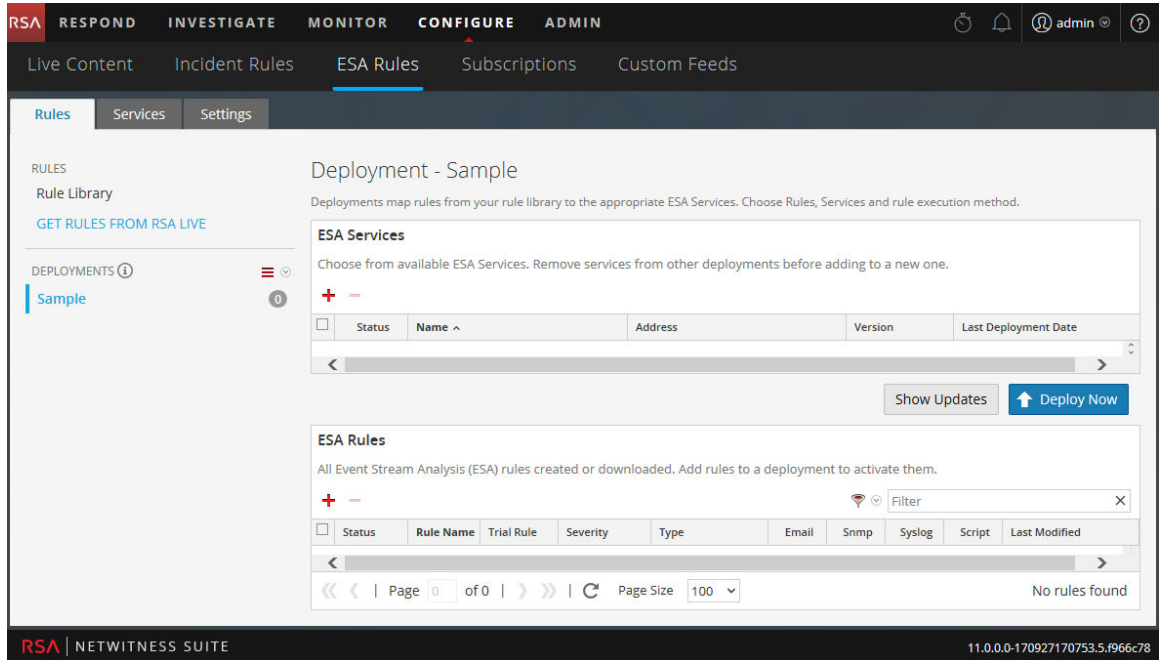 RSA RESPOND INVESTIGATE MONITOR CONFIGURE ADMIN admin
Live Content Incident Rules ESA Rules Subscriptions Custom Feeds
Rules Services Settings
RULES
Rule Library
GET RULES FROM RSA LIVE
DEPLOYMENTS
Sample 0
Deployment - Sample
Deployments map rules from your rule library to the appropriate ESA Services. Choose Rules, Services and rule execution method.
ESA Services
Choose from available ESA Services. Remove services from other deployments before adding to a new one.
Status Name Address Version Last Deployment Date
Show Updates Deploy Now
ESA Rules
All Event Stream Analysis (ESA) rules created or downloaded. Add rules to a deployment to activate them.
Filter
Status Rule Name Trial Rule Severity Type Email Snmp Syslog Script Last Modified
Page 0 of 0 | Page Size 100 No rules found
RSA NETWITNESS SUITE 11.0.0.0-170927170753.5.f966c78